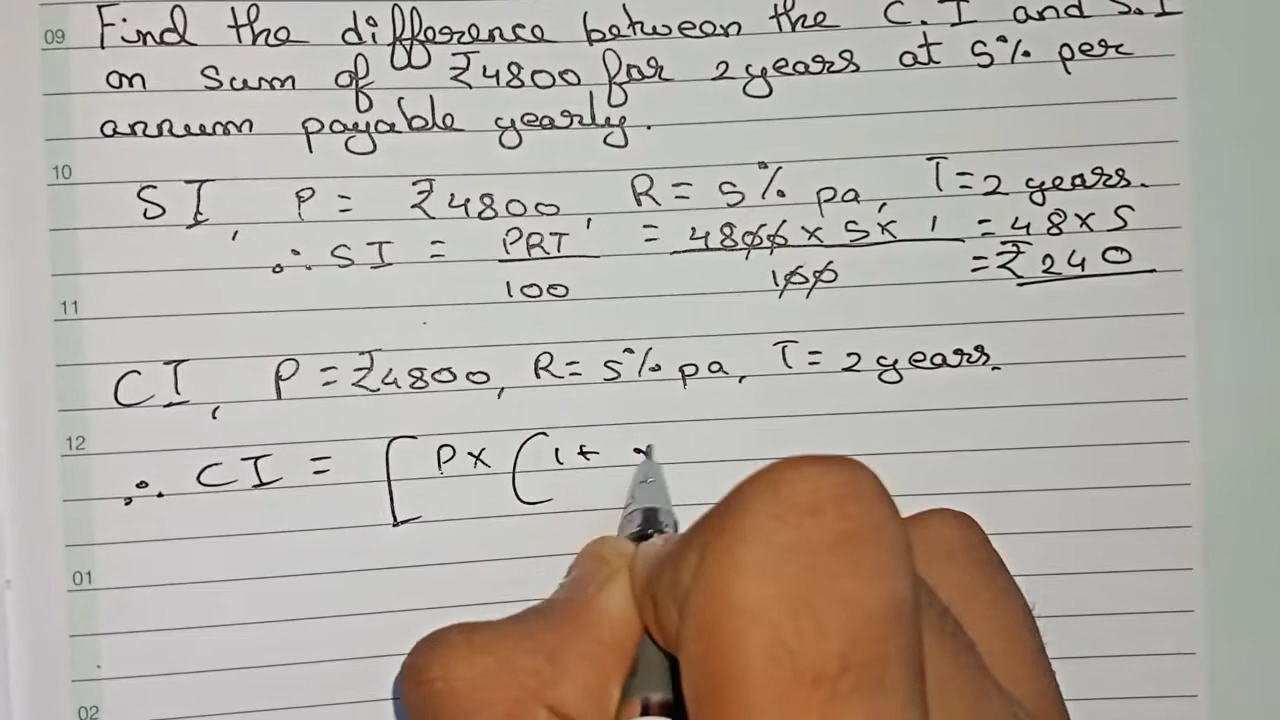 09 Find the difference between the C.I and S.I
on sum of ₹4800 for 2 years at 5% per
annum payable yearly.
10
SI, P = ₹4800, R = 5% pa, T = 2 years.
∴ SI = PRT / 100 = 4800 x 5 x 1 / 100 = 48 x 5
= ₹240
11
CI, P = ₹4800, R = 5% pa, T = 2 years.
12
∴ CI = [ P x ( 1 +
01
02